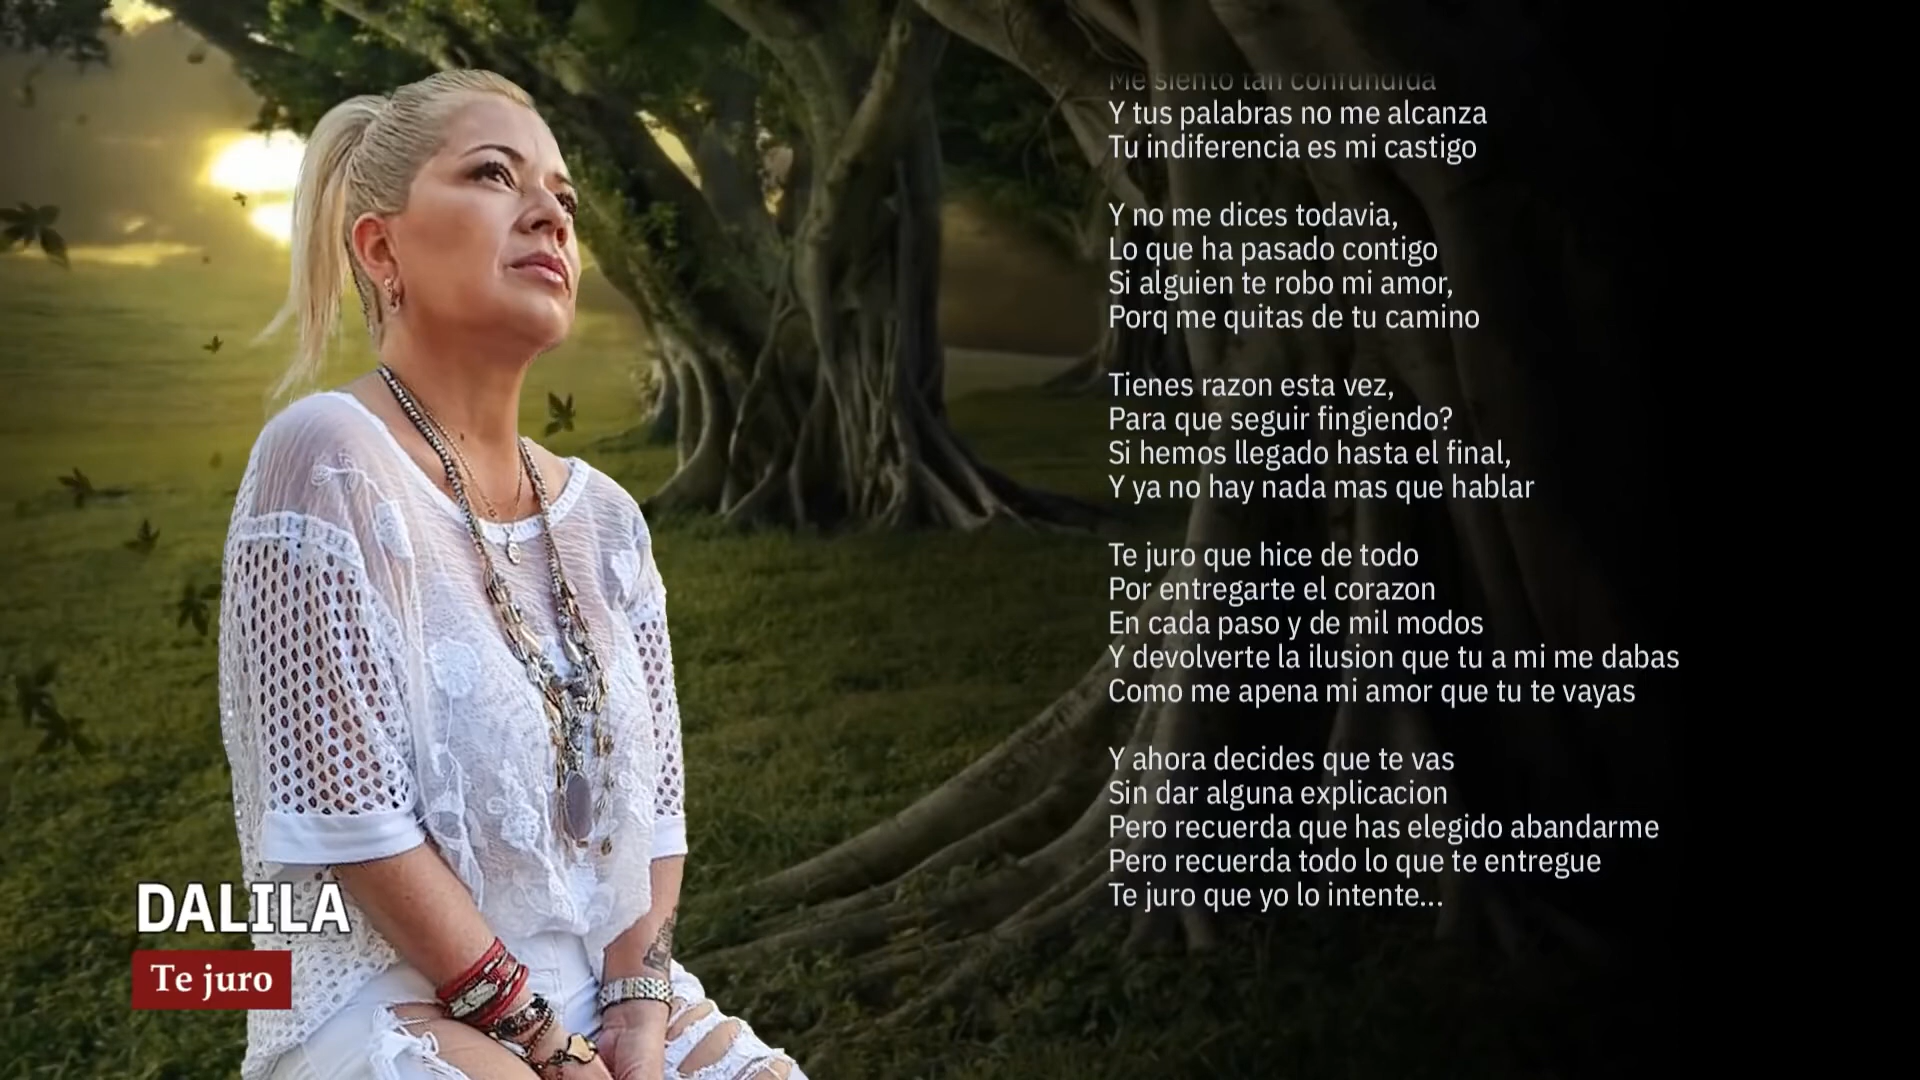 Me siento tan confundida
Y tus palabras no me alcanza
Tu indiferencia es mi castigo
Y no me dices todavia,
Lo que ha pasado contigo
Si alguien te robo mi amor,
Porq me quitas de tu camino
Tienes razon esta vez,
Para que seguir fingiendo?
Si hemos llegado hasta el final,
Y ya no hay nada mas que hablar
Te juro que hice de todo
Por entregarte el corazon
En cada paso y de mil modos
Y devolverte la ilusion que tu a mi me dabas
Como me apena mi amor que tu te vayas
Y ahora decides que te vas
Sin dar alguna explicacion
Pero recuerda que has elegido abandarme
Pero recuerda todo lo que te entregue
Te juro que yo lo intente...
DALILA
Te juro